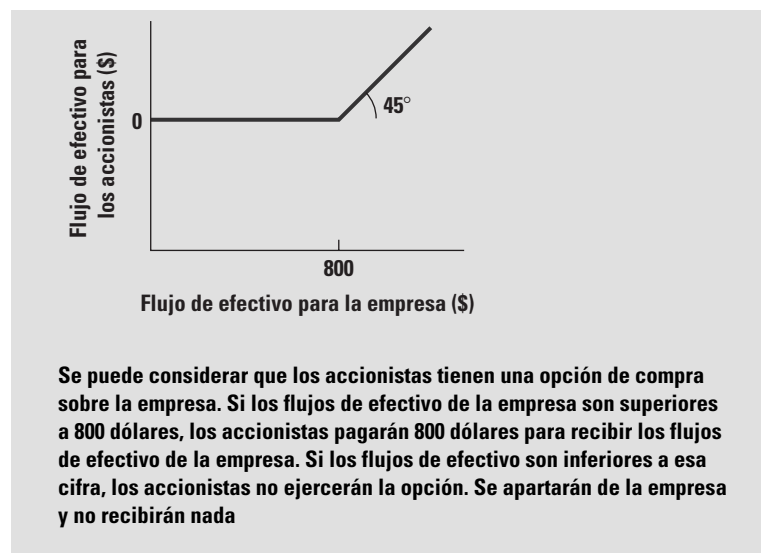 Flujo de efectivo para
los accionistas ($)
0
45°
800
Flujo de efectivo para la empresa ($)
Se puede considerar que los accionistas tienen una opción de compra
sobre la empresa. Si los flujos de efectivo de la empresa son superiores
a 800 dólares, los accionistas pagarán 800 dólares para recibir los flujos
de efectivo de la empresa. Si los flujos de efectivo son inferiores a esa
cifra, los accionistas no ejercerán la opción. Se apartarán de la empresa
y no recibirán nada